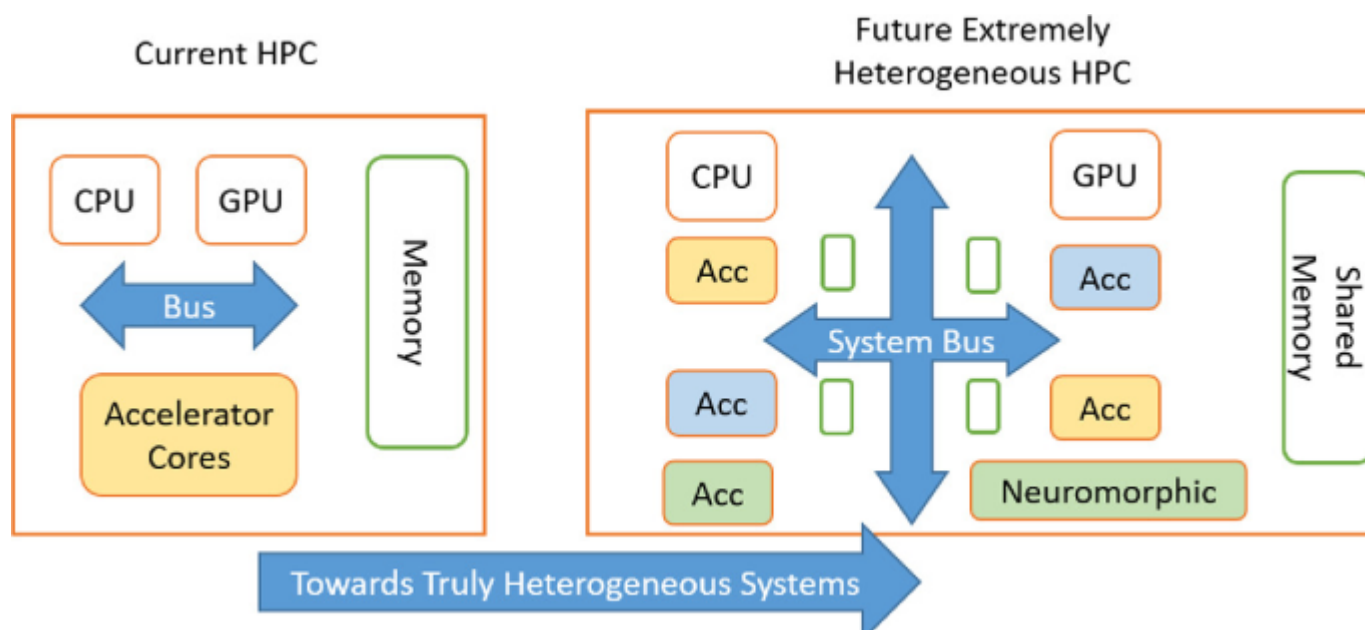 Current HPC
CPU
GPU
Memory
Bus
Accelerator
Cores
Future Extremely
Heterogeneous HPC
CPU
GPU
Acc
Acc
System Bus
Acc
Acc
Acc
Neuromorphic
Shared
Memory
Towards Truly Heterogeneous Systems